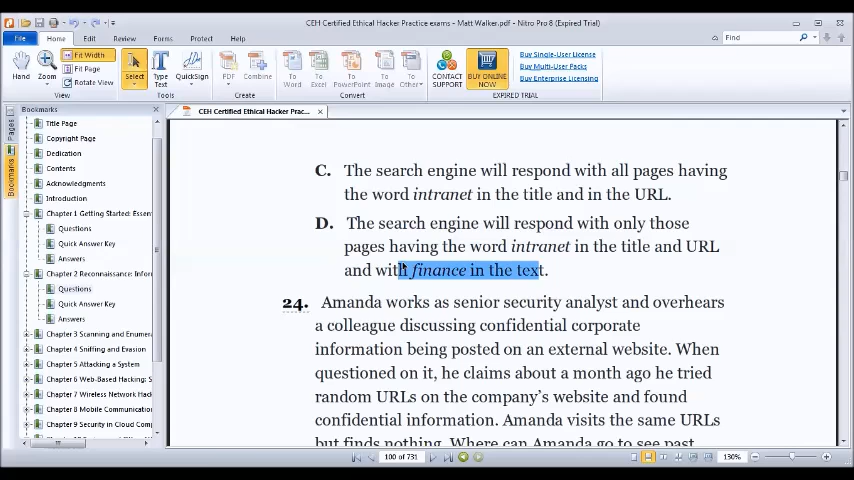 CEH Certified Ethical Hacker Practice exams - Matt Walker.pdf - Nitro Pro 8 (Expired Trial)
File Home Edit Review Forms Protect Help Find
Hand Zoom Fit Width Fit Page Rotate View
View
Select Type Text QuickSign
Tools
PDF Combine
Create
To Word To Excel To PowerPoint To Image To Other
Convert
CONTACT SUPPORT BUY ONLINE NOW
Buy Single-User License
Buy Multi-User Packs
Buy Enterprise Licensing
EXPIRED TRIAL
Pages
Bookmarks
Bookmarks
Title Page
Copyright Page
Dedication
Contents
Acknowledgments
Introduction
Chapter 1 Getting Started: Essen
Questions
Quick Answer Key
Answers
Chapter 2 Reconnaissance: Infor
Questions
Quick Answer Key
Answers
Chapter 3 Scanning and Enumera
Chapter 4 Sniffing and Evasion
Chapter 5 Attacking a System
Chapter 6 Web-Based Hacking:
Chapter 7 Wireless Network Hac
Chapter 8 Mobile Communication
Chapter 9 Security in Cloud Comp
CEH Certified Ethical Hacker Prac...
C. The search engine will respond with all pages having
the word intranet in the title and in the URL.
D. The search engine will respond with only those
pages having the word intranet in the title and URL
and with finance in the text.
24. Amanda works as senior security analyst and overhears
a colleague discussing confidential corporate
information being posted on an external website. When
questioned on it, he claims about a month ago he tried
random URLs on the company's website and found
confidential information. Amanda visits the same URLs
but finds nothing. Where can Amanda go to see past
100 of 731
130%